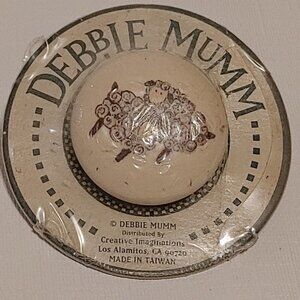 DEBBIE MUMM
© DEBBIE MUMM
Distributed By
Creative Imaginations
Los Alamitos, CA 90720
MADE IN TAIWAN